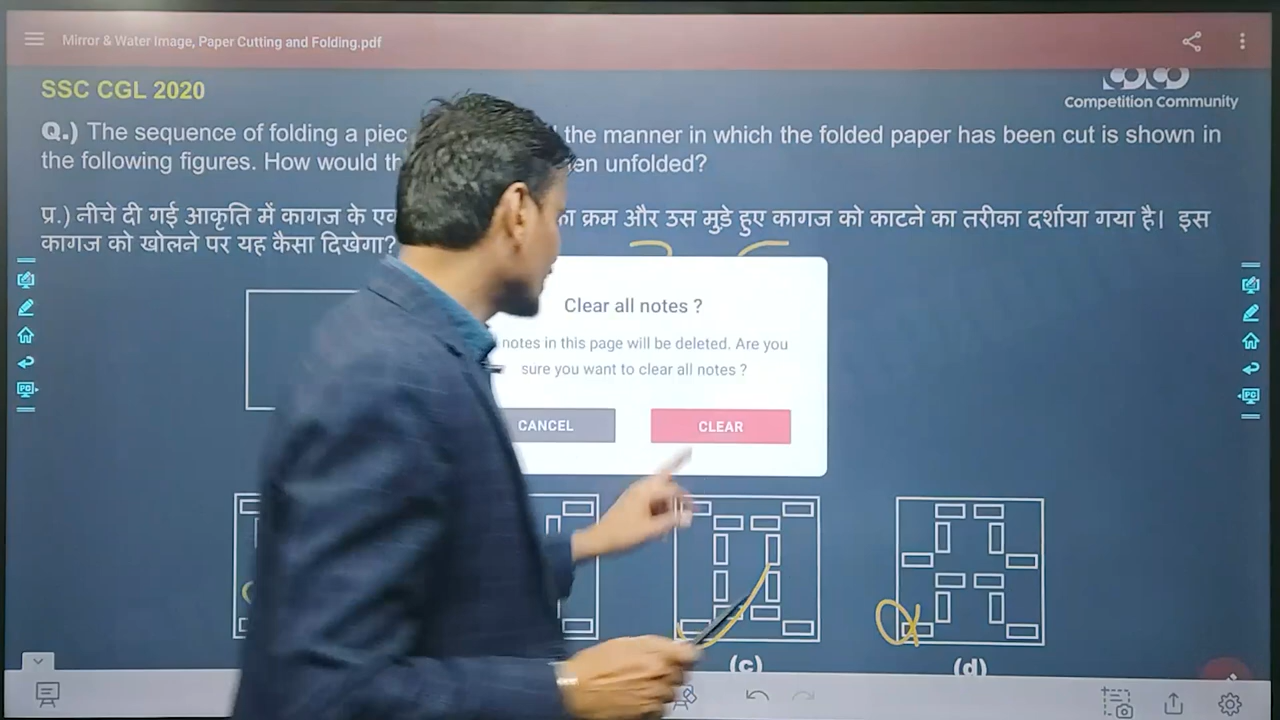 Mirror & Water Image, Paper Cutting and Folding.pdf
SSC CGL 2020
Competition Community
Q.) The sequence of folding a piec the manner in which the folded paper has been cut is shown in
the following figures. How would th en unfolded?
प्र.) नीचे दी गई आकृति में कागज के एव का क्रम और उस मुड़े हुए कागज को काटने का तरीका दर्शाया गया है। इस
कागज को खोलने पर यह कैसा दिखेगा?
Clear all notes ?
notes in this page will be deleted. Are you
sure you want to clear all notes ?
CANCEL CLEAR
(c) (d)